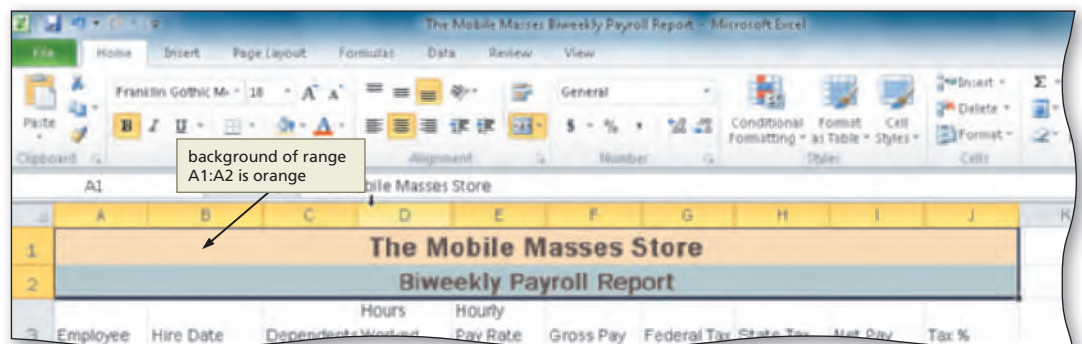 The Mobile Masses Biweekly Payroll Report - Microsoft Excel
File Home Insert Page Layout Formulas Data Review View
Paste
Franklin Gothic M 18 A A
B I U A
General
$ - % ,
Conditional Formatting
Format as Table
Cell Styles
Insert
Delete
Format
Σ
Clipboard Alignment Number Styles Cells
background of range
A1:A2 is orange
A1 bile Masses Store
A B C D E F G H I J K
1 The Mobile Masses Store
2 Biweekly Payroll Report
3 Employee Hire Date Dependents Hours Worked Hourly Pay Rate Gross Pay Federal Tax State Tax Net Pay Tax %